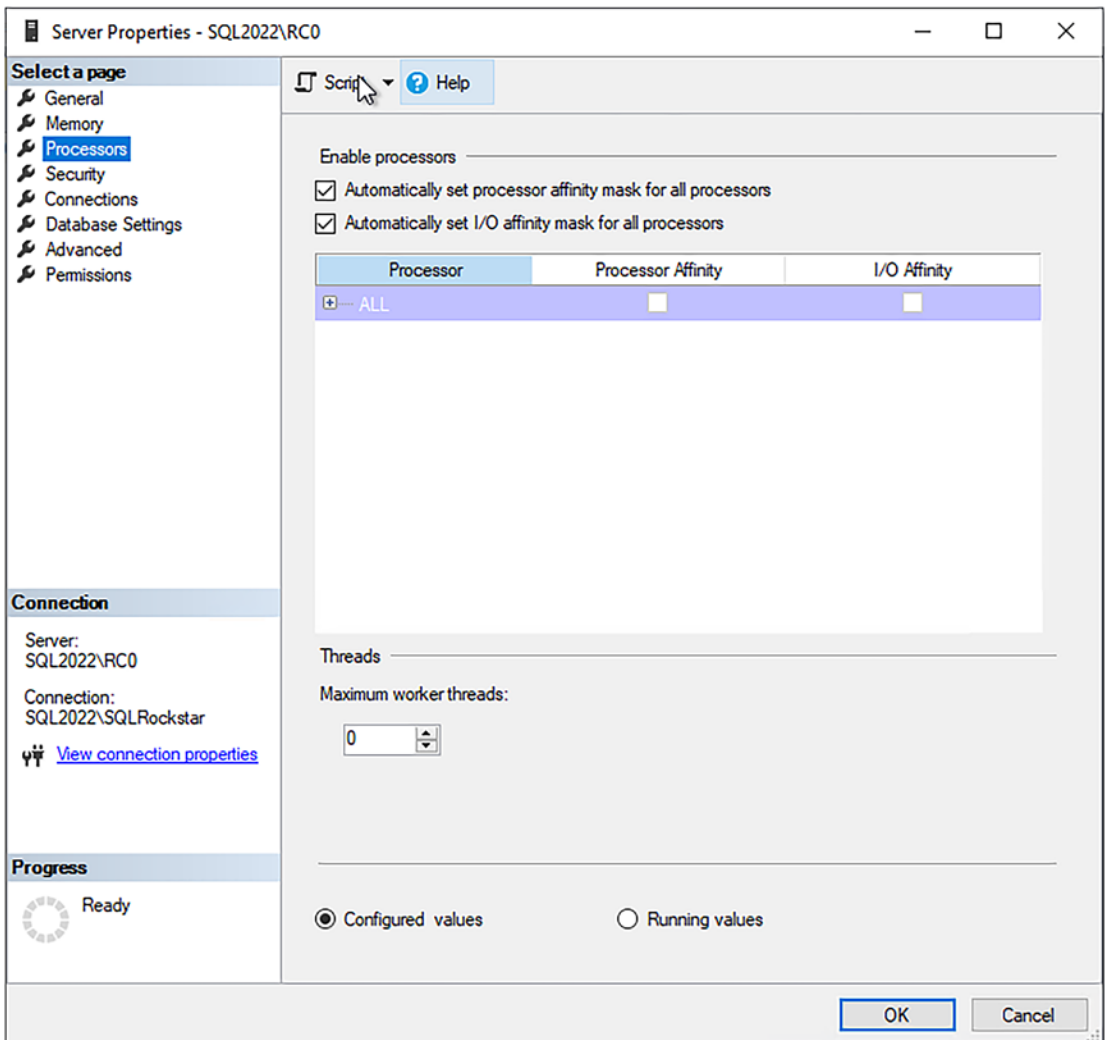 Server Properties - SQL2022\RC0
Select a page
General
Memory
Processors
Security
Connections
Database Settings
Advanced
Permissions
Connection
Server:
SQL2022\RC0
Connection:
SQL2022\SQLRockstar
View connection properties
Progress
Ready
Script Help
Enable processors
Automatically set processor affinity mask for all processors
Automatically set I/O affinity mask for all processors
Processor Processor Affinity I/O Affinity
ALL
Threads
Maximum worker threads:
0
Configured values Running values
OK Cancel